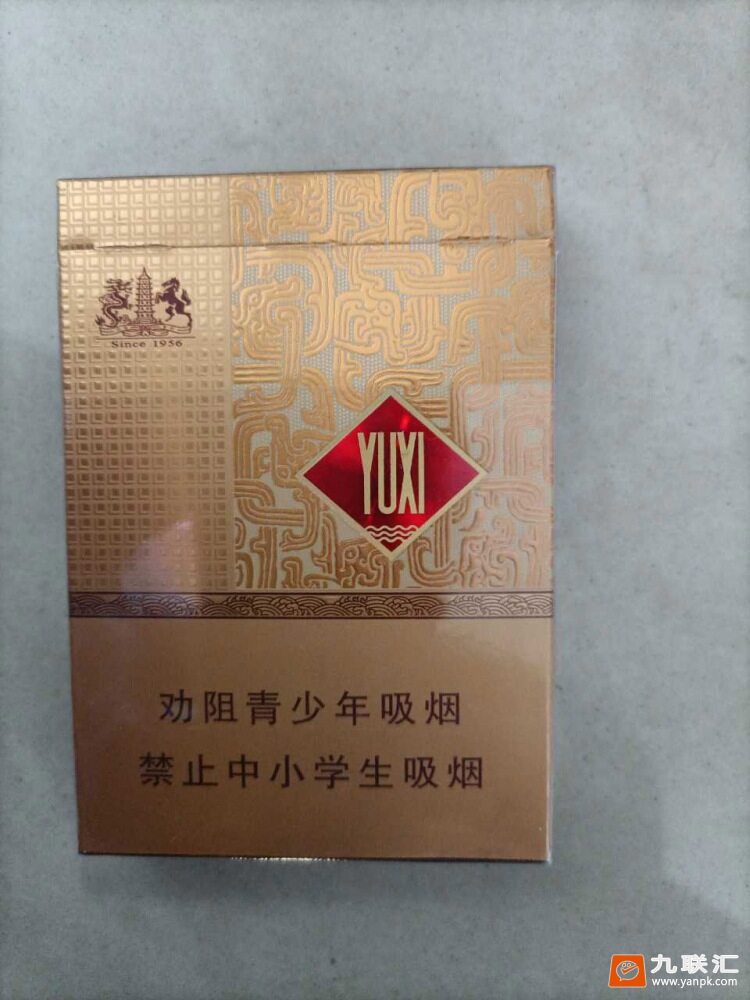 Since 1956
YUXI
劝阻青少年吸烟
禁止中小学生吸烟
九联汇
www.yanpk.com